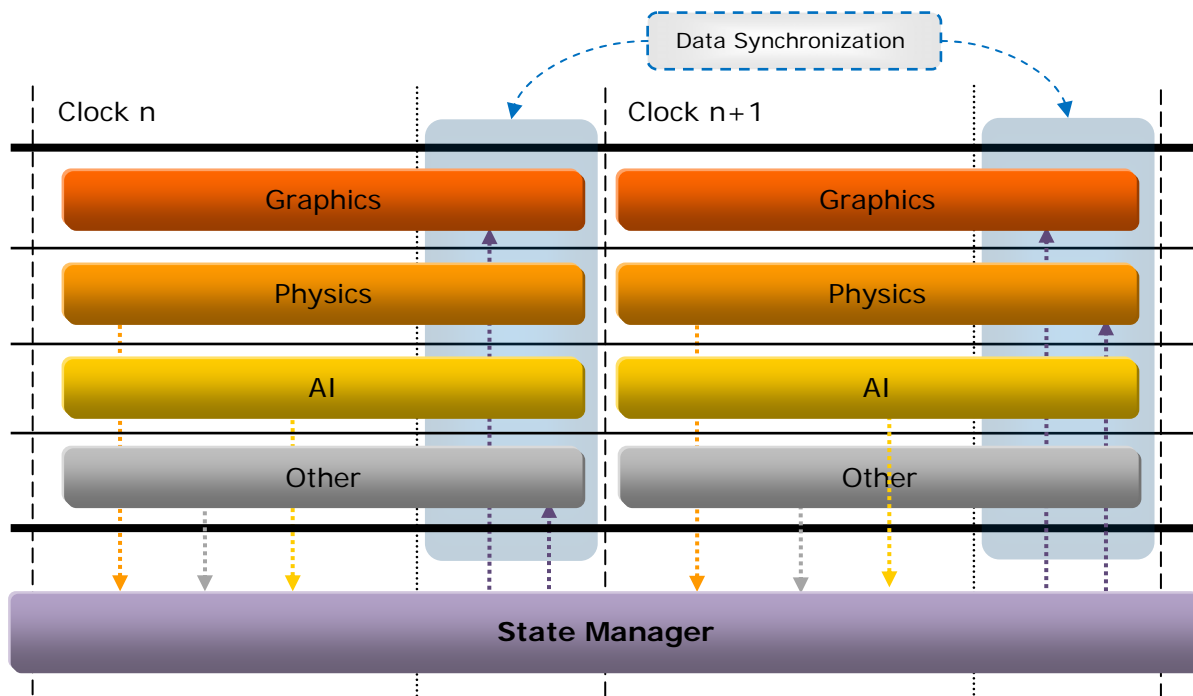 Data Synchronization
Clock n
Clock n+1
Graphics
Graphics
Physics
Physics
AI
AI
Other
Other
State Manager